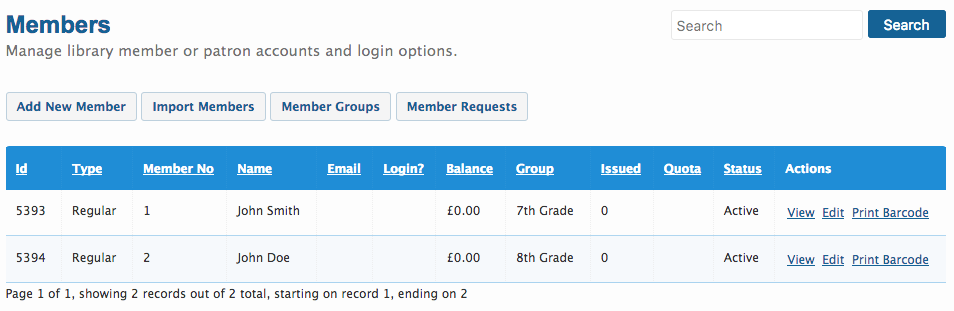 Members
Search Search
Manage library member or patron accounts and login options.
Add New Member Import Members Member Groups Member Requests
Id Type Member No Name Email Login? Balance Group Issued Quota Status Actions
5393 Regular 1 John Smith £0.00 7th Grade 0 Active View Edit Print Barcode
5394 Regular 2 John Doe £0.00 8th Grade 0 Active View Edit Print Barcode
Page 1 of 1, showing 2 records out of 2 total, starting on record 1, ending on 2